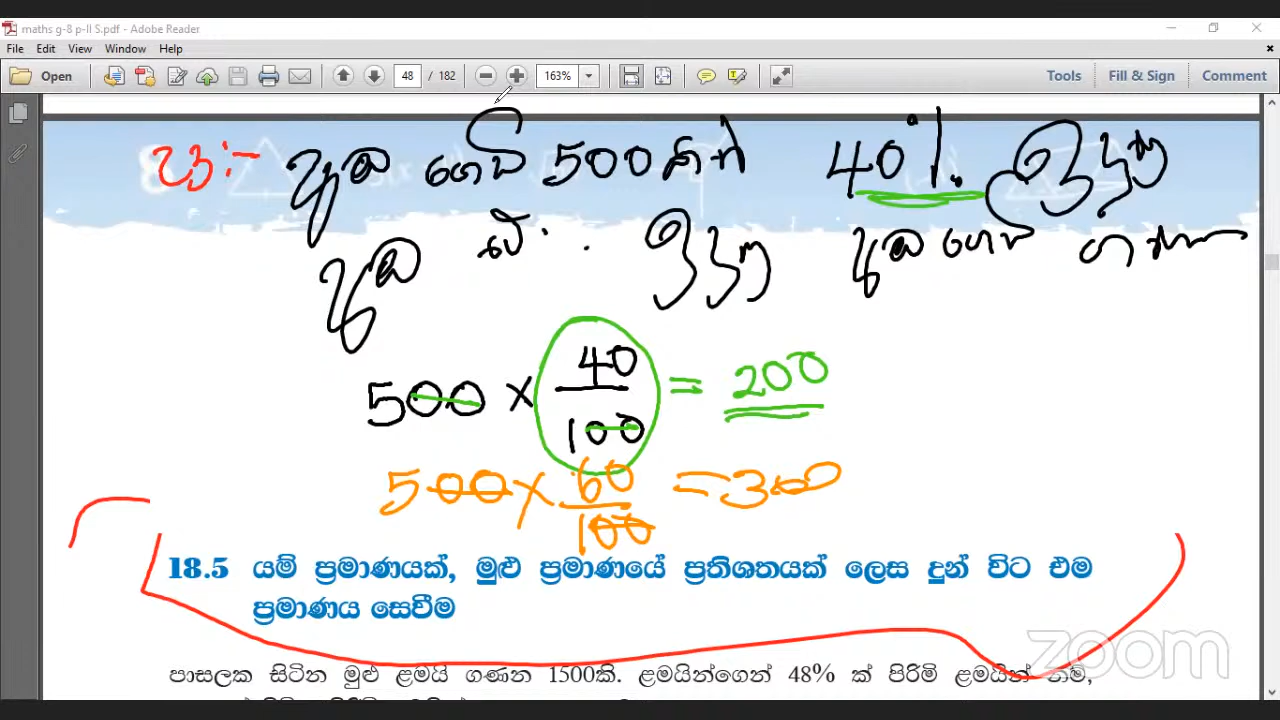 maths g-8 p-II S.pdf - Adobe Reader
File Edit View Window Help
Open 48 / 182 163% Tools Fill & Sign Comment
උදා:- අඹ ගෙඩි 500කින් 40% ඉදුනු
අඹ වේ. ඉදුනු අඹ ගෙඩි ගණන
500 × 40/100 = 200
500 × 60/100 = 300
18.5 යම් ප්‍රමාණයක්, මුළු ප්‍රමාණයේ ප්‍රතිශතයක් ලෙස දුන් විට එම
ප්‍රමාණය සෙවීම
zoom
පාසලක සිටින මුළු ළමයි ගණන 1500කි. ළමයින්ගෙන් 48% ක් පිරිමි ළමයින් නම්,